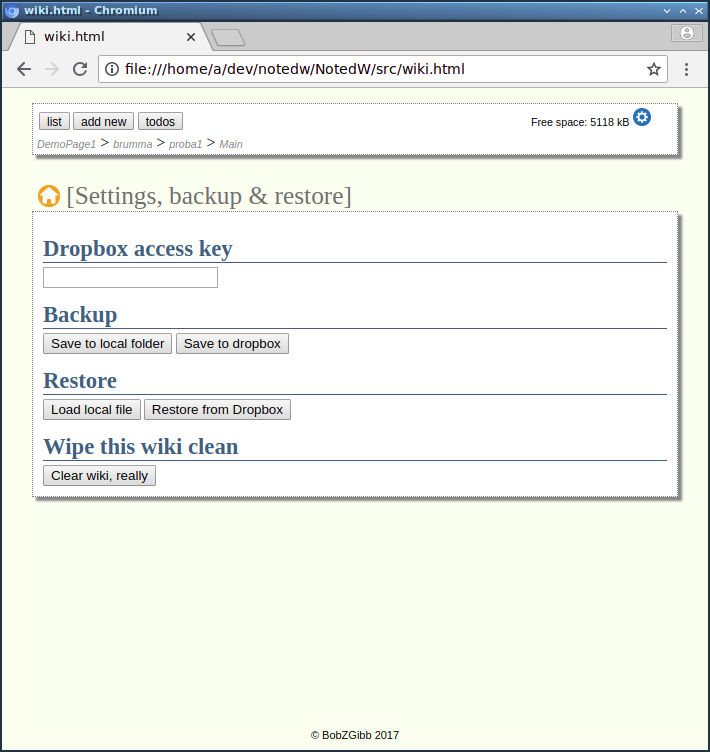 wiki.html - Chromium
wiki.html
file:///home/a/dev/notedw/NotedW/src/wiki.html
list add new todos Free space: 5118 kB
DemoPage1 > brumma > proba1 > Main
[Settings, backup & restore]
Dropbox access key
Backup
Save to local folder Save to dropbox
Restore
Load local file Restore from Dropbox
Wipe this wiki clean
Clear wiki, really
© BobZGibb 2017